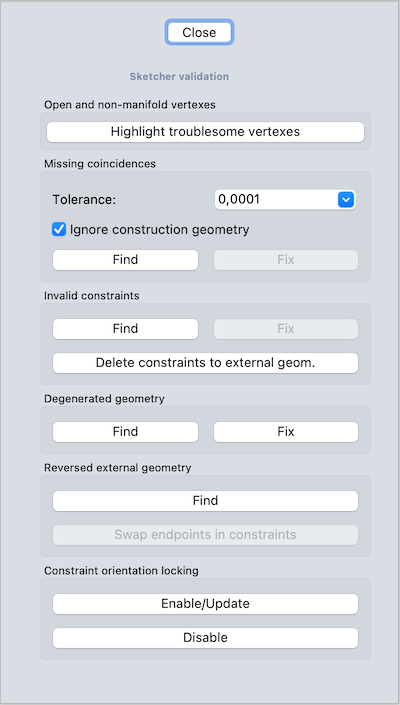 Close
Sketcher validation
Open and non-manifold vertexes
Highlight troublesome vertexes
Missing coincidences
Tolerance: 0,0001
Ignore construction geometry
Find Fix
Invalid constraints
Find Fix
Delete constraints to external geom.
Degenerated geometry
Find Fix
Reversed external geometry
Find
Swap endpoints in constraints
Constraint orientation locking
Enable/Update
Disable